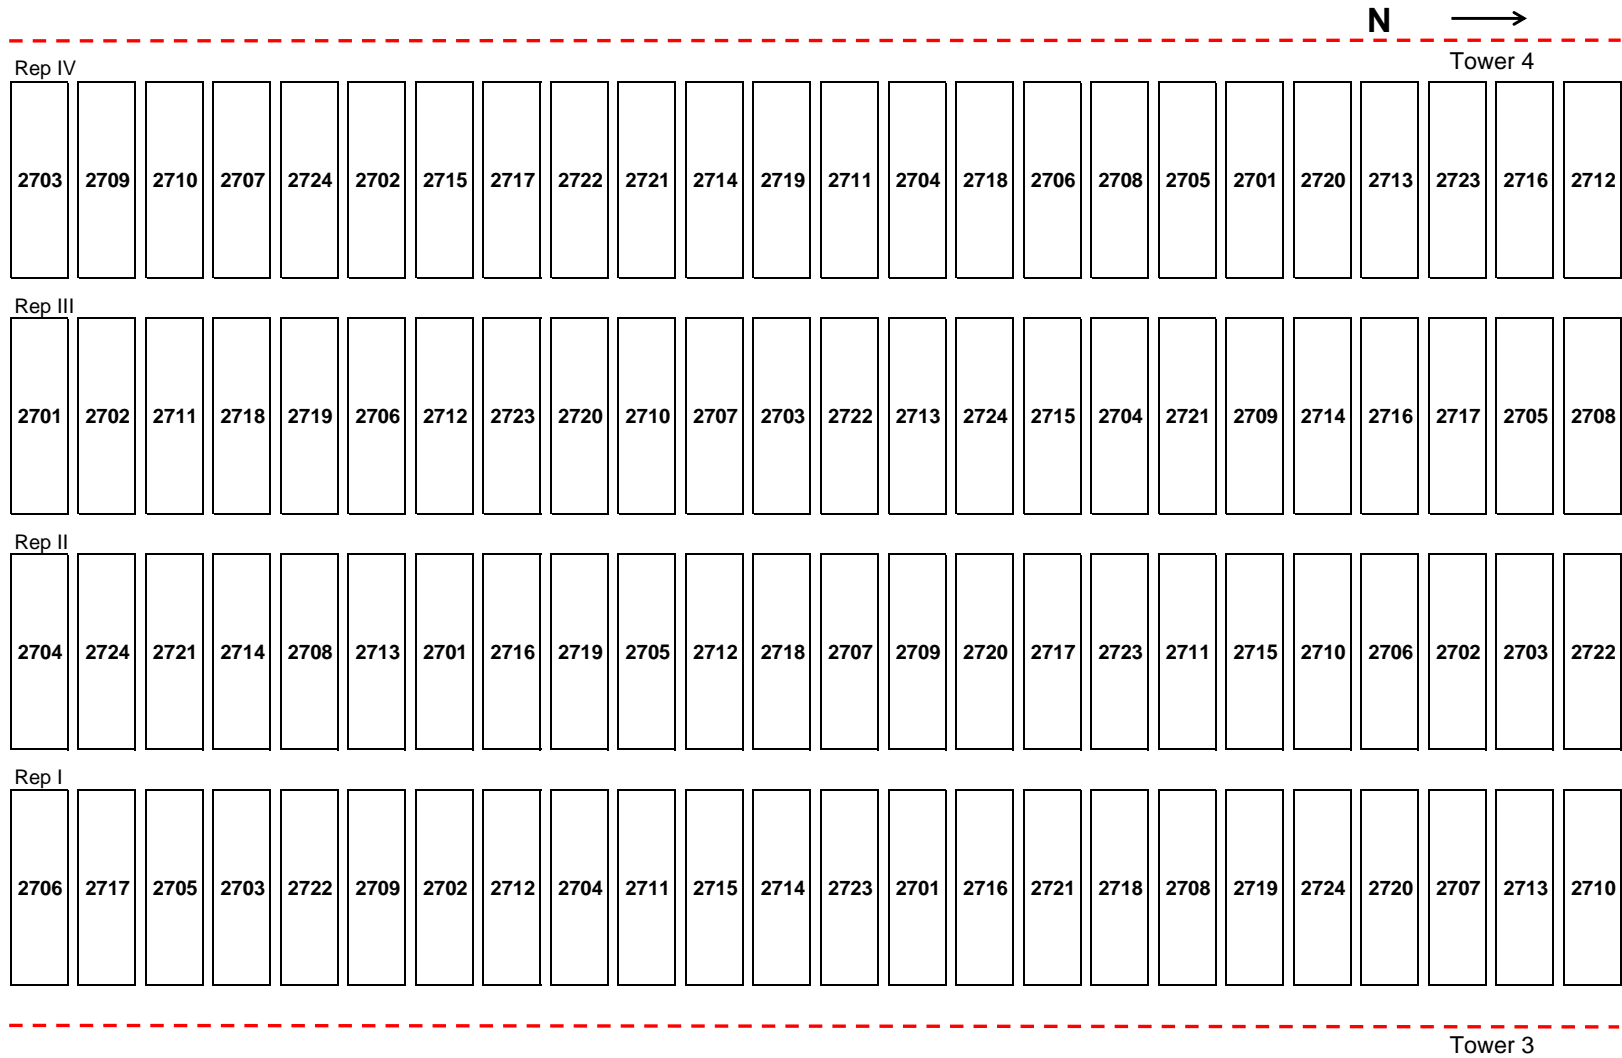 N
Tower 4
Rep IV
2703 2709 2710 2707 2724 2702 2715 2717 2722 2721 2714 2719 2711 2704 2718 2706 2708 2705 2701 2720 2713 2723 2716 2712
Rep III
2701 2702 2711 2718 2719 2706 2712 2723 2720 2710 2707 2703 2722 2713 2724 2715 2704 2721 2709 2714 2716 2717 2705 2708
Rep II
2704 2724 2721 2714 2708 2713 2701 2716 2719 2705 2712 2718 2707 2709 2720 2717 2723 2711 2715 2710 2706 2702 2703 2722
Rep I
2706 2717 2705 2703 2722 2709 2702 2712 2704 2711 2715 2714 2723 2701 2716 2721 2718 2708 2719 2724 2720 2707 2713 2710
Tower 3